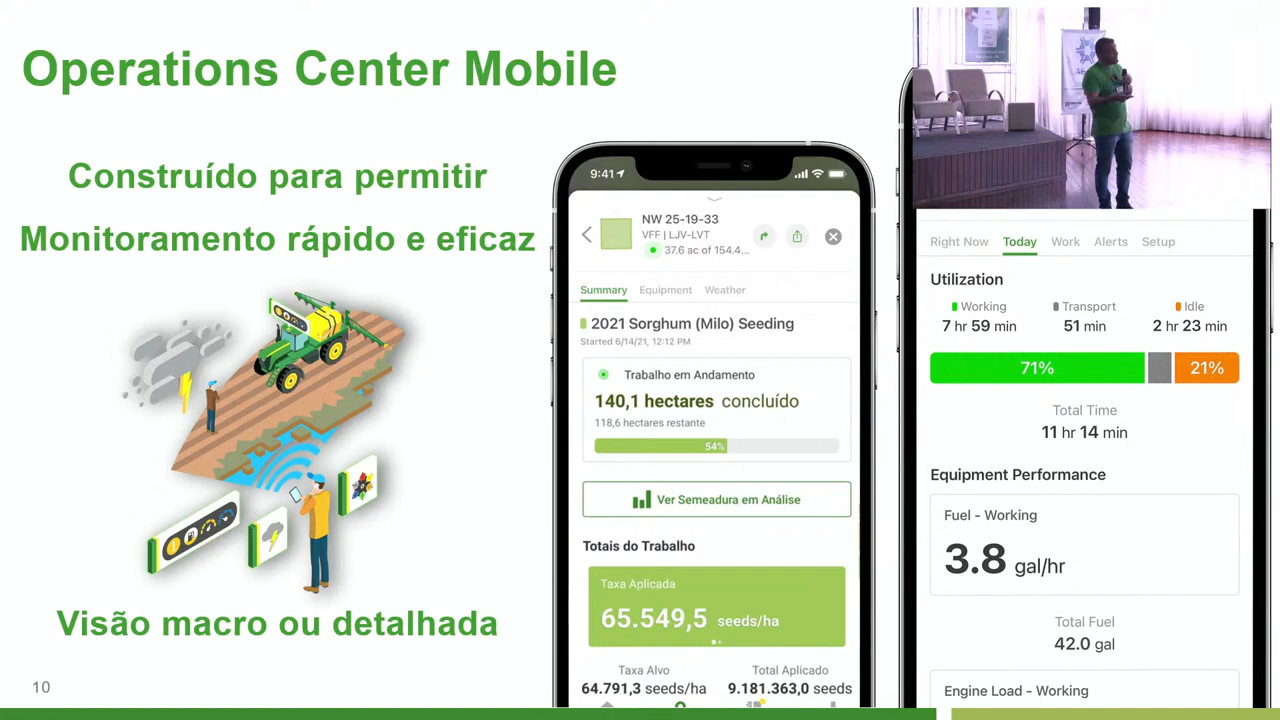 Operations Center Mobile
Construído para permitir
Monitoramento rápido e eficaz
Visão macro ou detalhada
10
9:41
NW 25-19-33
VFF | LJV-LVT
37.6 ac of 154.4...
Summary Equipment Weather
2021 Sorghum (Milo) Seeding
Started 6/14/21, 12:12 PM
Trabalho em Andamento
140,1 hectares concluído
118,6 hectares restante
54%
Ver Semeadura em Análise
Totais do Trabalho
Taxa Aplicada
65.549,5 seeds/ha
Taxa Alvo Total Aplicado
64.791,3 seeds/ha 9.181.363,0 seeds
Right Now Today Work Alerts Setup
Utilization
Working Transport Idle
7 hr 59 min 51 min 2 hr 23 min
71% 21%
Total Time
11 hr 14 min
Equipment Performance
Fuel - Working
3.8 gal/hr
Total Fuel
42.0 gal
Engine Load - Working